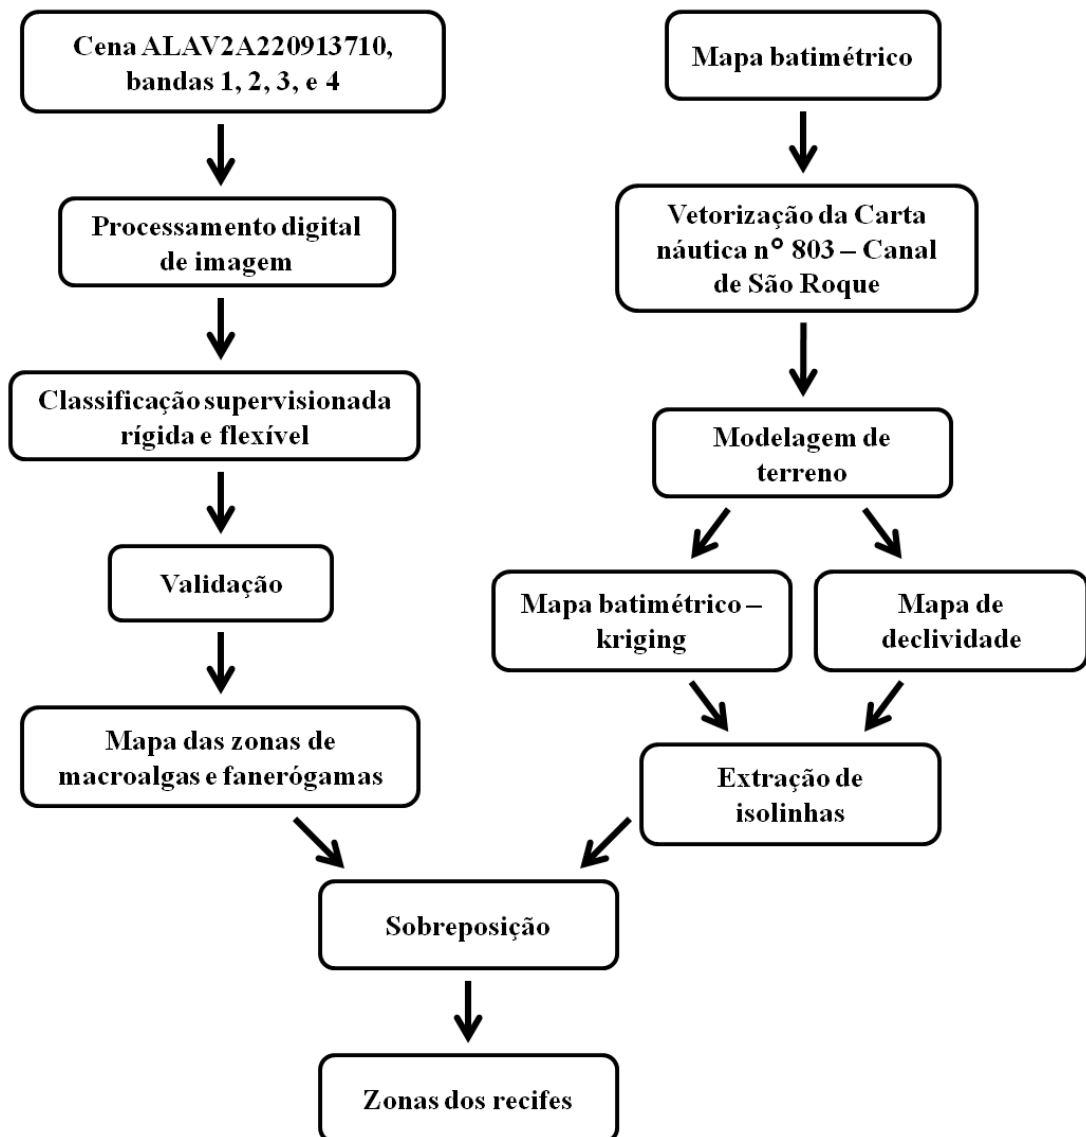 Cena ALAV2A220913710,
bandas 1, 2, 3, e 4
Processamento digital
de imagem
Classificação supervisionada
rígida e flexível
Validação
Mapa das zonas de
macroalgas e fanerógamas
Mapa batimétrico
Vetorização da Carta
náutica n° 803 – Canal
de São Roque
Modelagem de
terreno
Mapa batimétrico –
kriging
Mapa de
declividade
Extração de
isolinhas
Sobreposição
Zonas dos recifes